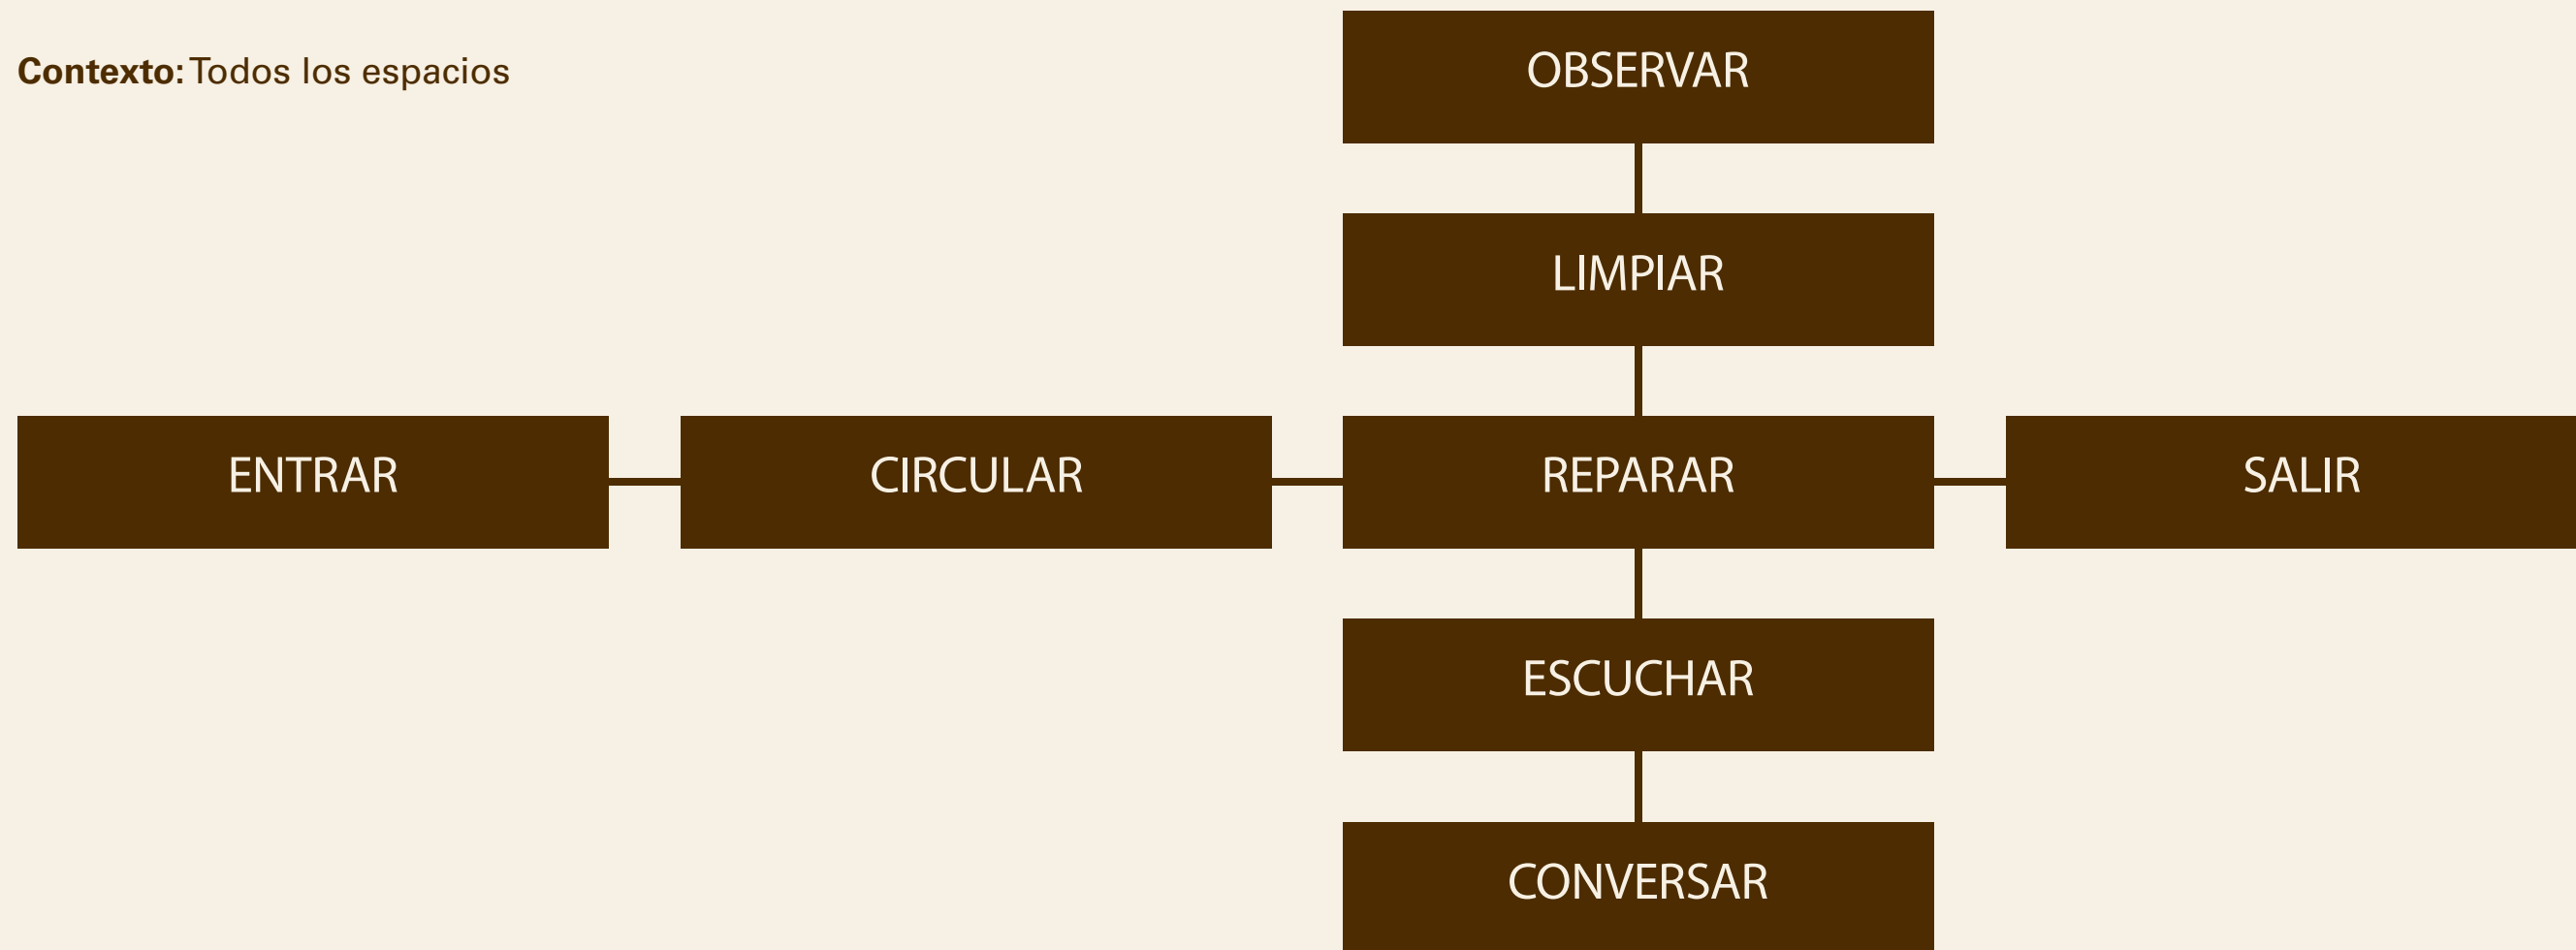 Contexto: Todos los espacios
OBSERVAR
LIMPIAR
ENTRAR
CIRCULAR
REPARAR
SALIR
ESCUCHAR
CONVERSAR